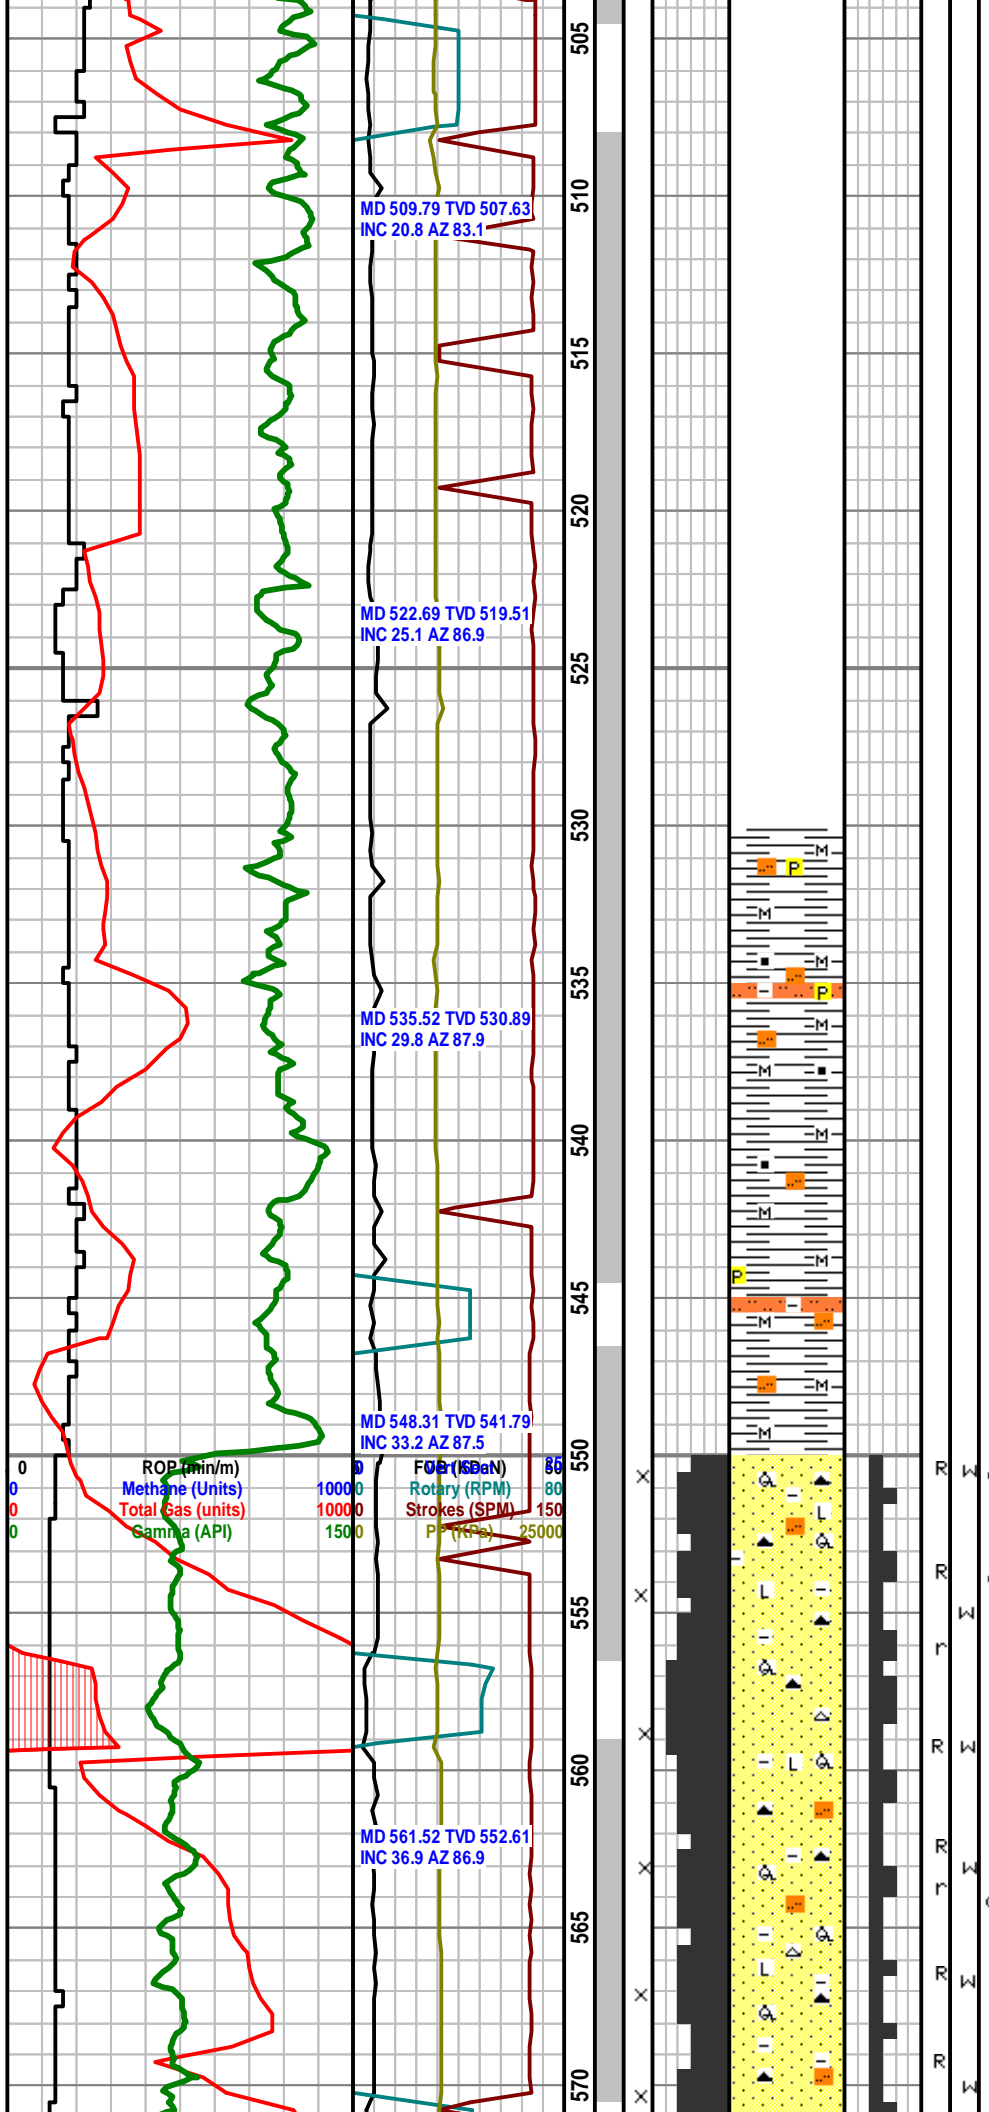 505
510
MD 509.79 TVD 507.63
INC 20.8 AZ 83.1
515
520
MD 522.69 TVD 519.51
INC 25.1 AZ 86.9
525
530
M
P
M
M
535
P
MD 535.52 TVD 530.89
INC 29.8 AZ 87.9
M
M
540
M
M
M
P
545
M
M
MD 548.31 TVD 541.79
INC 33.2 AZ 87.5
M
550
0 ROP (min/m) 50
0 Methane (Units) 1000
0 Rotary (RPM) 80
0 Total Gas (units) 1000
0 Strokes (SPM) 150
0 Gamma (API) 150
0 PP (KPa) 25000
R W
L
R
555
L
W
r
560
R W
L
MD 561.52 TVD 552.61
INC 36.9 AZ 86.9
R
W
r
565
L
R W
570
R
W